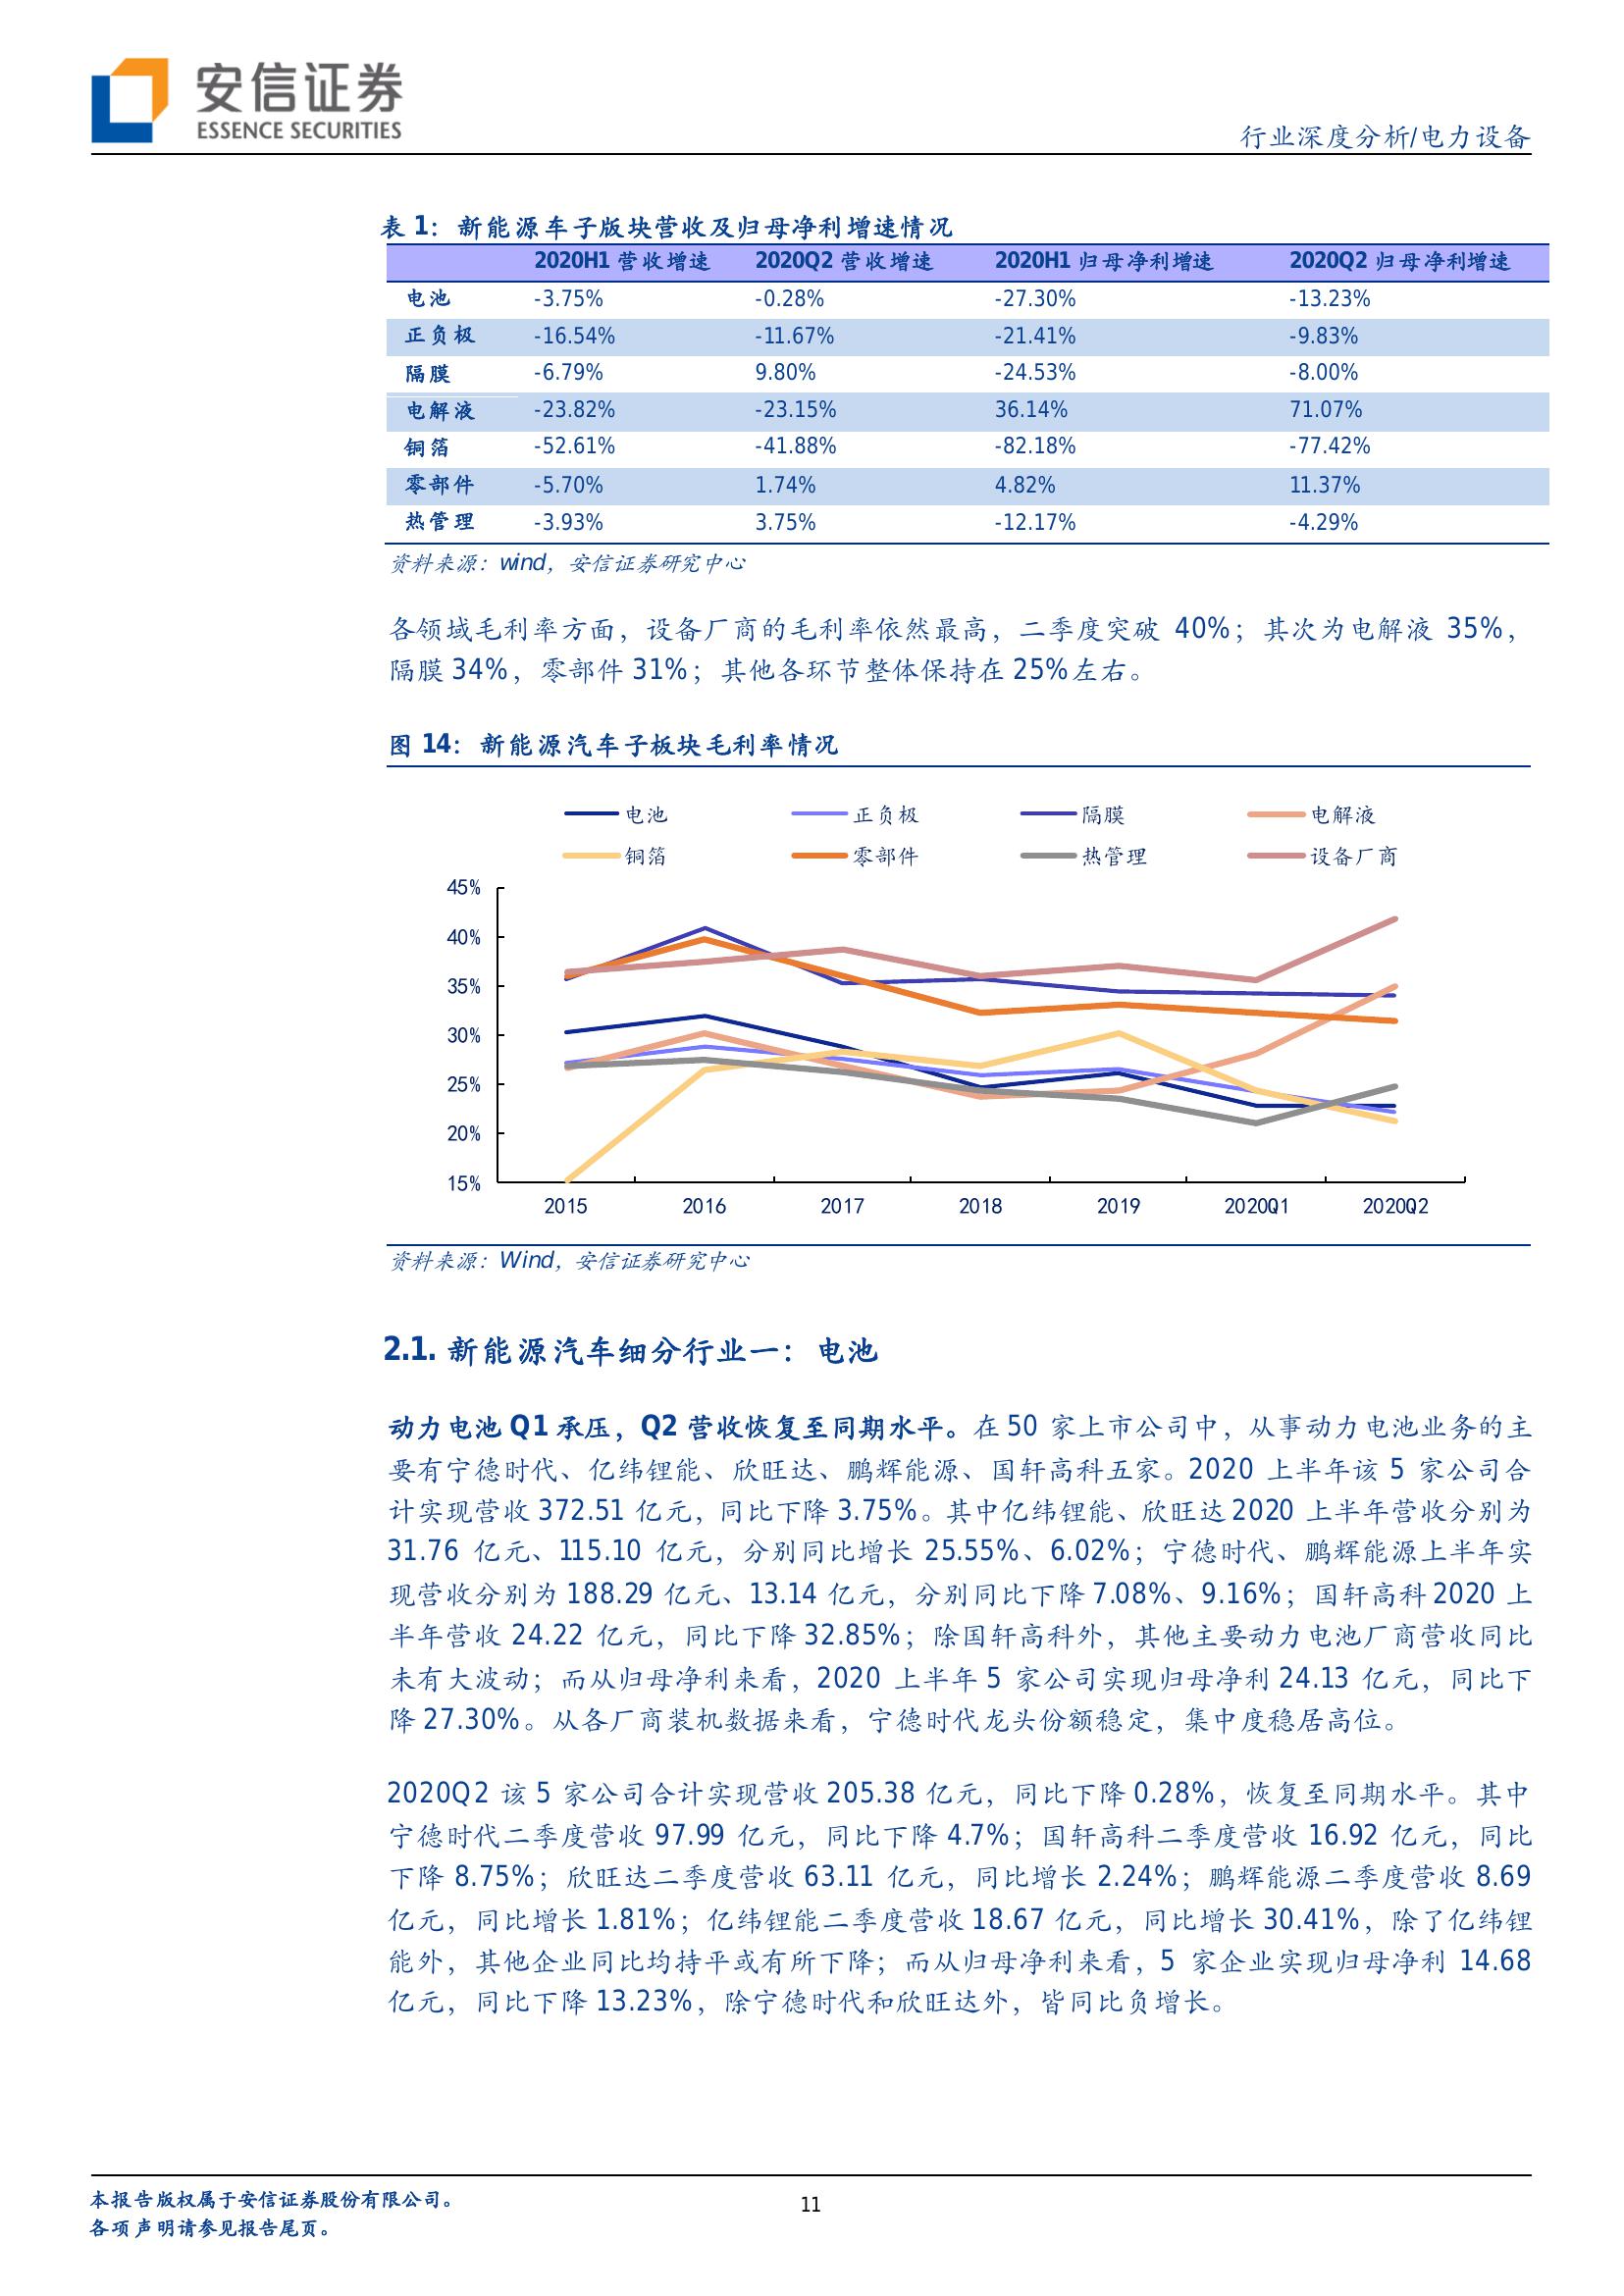 安信证券
ESSENCE SECURITIES
行业深度分析/电力设备
表 1：新能源车子版块营收及归母净利增速情况
2020H1 营收增速 2020Q2 营收增速 2020H1 归母净利增速 2020Q2 归母净利增速
电池 -3.75% -0.28% -27.30% -13.23%
正负极 -16.54% -11.67% -21.41% -9.83%
隔膜 -6.79% 9.80% -24.53% -8.00%
电解液 -23.82% -23.15% 36.14% 71.07%
铜箔 -52.61% -41.88% -82.18% -77.42%
零部件 -5.70% 1.74% 4.82% 11.37%
热管理 -3.93% 3.75% -12.17% -4.29%
资料来源：wind，安信证券研究中心
各领域毛利率方面，设备厂商的毛利率依然最高，二季度突破 40%；其次为电解液 35%，
隔膜 34%，零部件 31%；其他各环节整体保持在 25%左右。
图 14：新能源汽车子板块毛利率情况
电池 正负极 隔膜 电解液
铜箔 零部件 热管理 设备厂商
45%
40%
35%
30%
25%
20%
15%
2015 2016 2017 2018 2019 2020Q1 2020Q2
资料来源：Wind，安信证券研究中心
2.1. 新能源汽车细分行业一：电池
动力电池 Q1 承压，Q2 营收恢复至同期水平。在 50 家上市公司中，从事动力电池业务的主
要有宁德时代、亿纬锂能、欣旺达、鹏辉能源、国轩高科五家。2020 上半年该 5 家公司合
计实现营收 372.51 亿元，同比下降 3.75%。其中亿纬锂能、欣旺达 2020 上半年营收分别为
31.76 亿元、115.10 亿元，分别同比增长 25.55%、6.02%；宁德时代、鹏辉能源上半年实
现营收分别为 188.29 亿元、13.14 亿元，分别同比下降 7.08%、9.16%；国轩高科 2020 上
半年营收 24.22 亿元，同比下降 32.85%；除国轩高科外，其他主要动力电池厂商营收同比
未有大波动；而从归母净利来看，2020 上半年 5 家公司实现归母净利 24.13 亿元，同比下
降 27.30%。从各厂商装机数据来看，宁德时代龙头份额稳定，集中度稳居高位。
2020Q2 该 5 家公司合计实现营收 205.38 亿元，同比下降 0.28%，恢复至同期水平。其中
宁德时代二季度营收 97.99 亿元，同比下降 4.7%；国轩高科二季度营收 16.92 亿元，同比
下降 8.75%；欣旺达二季度营收 63.11 亿元，同比增长 2.24%；鹏辉能源二季度营收 8.69
亿元，同比增长 1.81%；亿纬锂能二季度营收 18.67 亿元，同比增长 30.41%，除了亿纬锂
能外，其他企业同比均持平或有所下降；而从归母净利来看，5 家企业实现归母净利 14.68
亿元，同比下降 13.23%，除宁德时代和欣旺达外，皆同比负增长。
本报告版权属于安信证券股份有限公司。
各项声明请参见报告尾页。
11